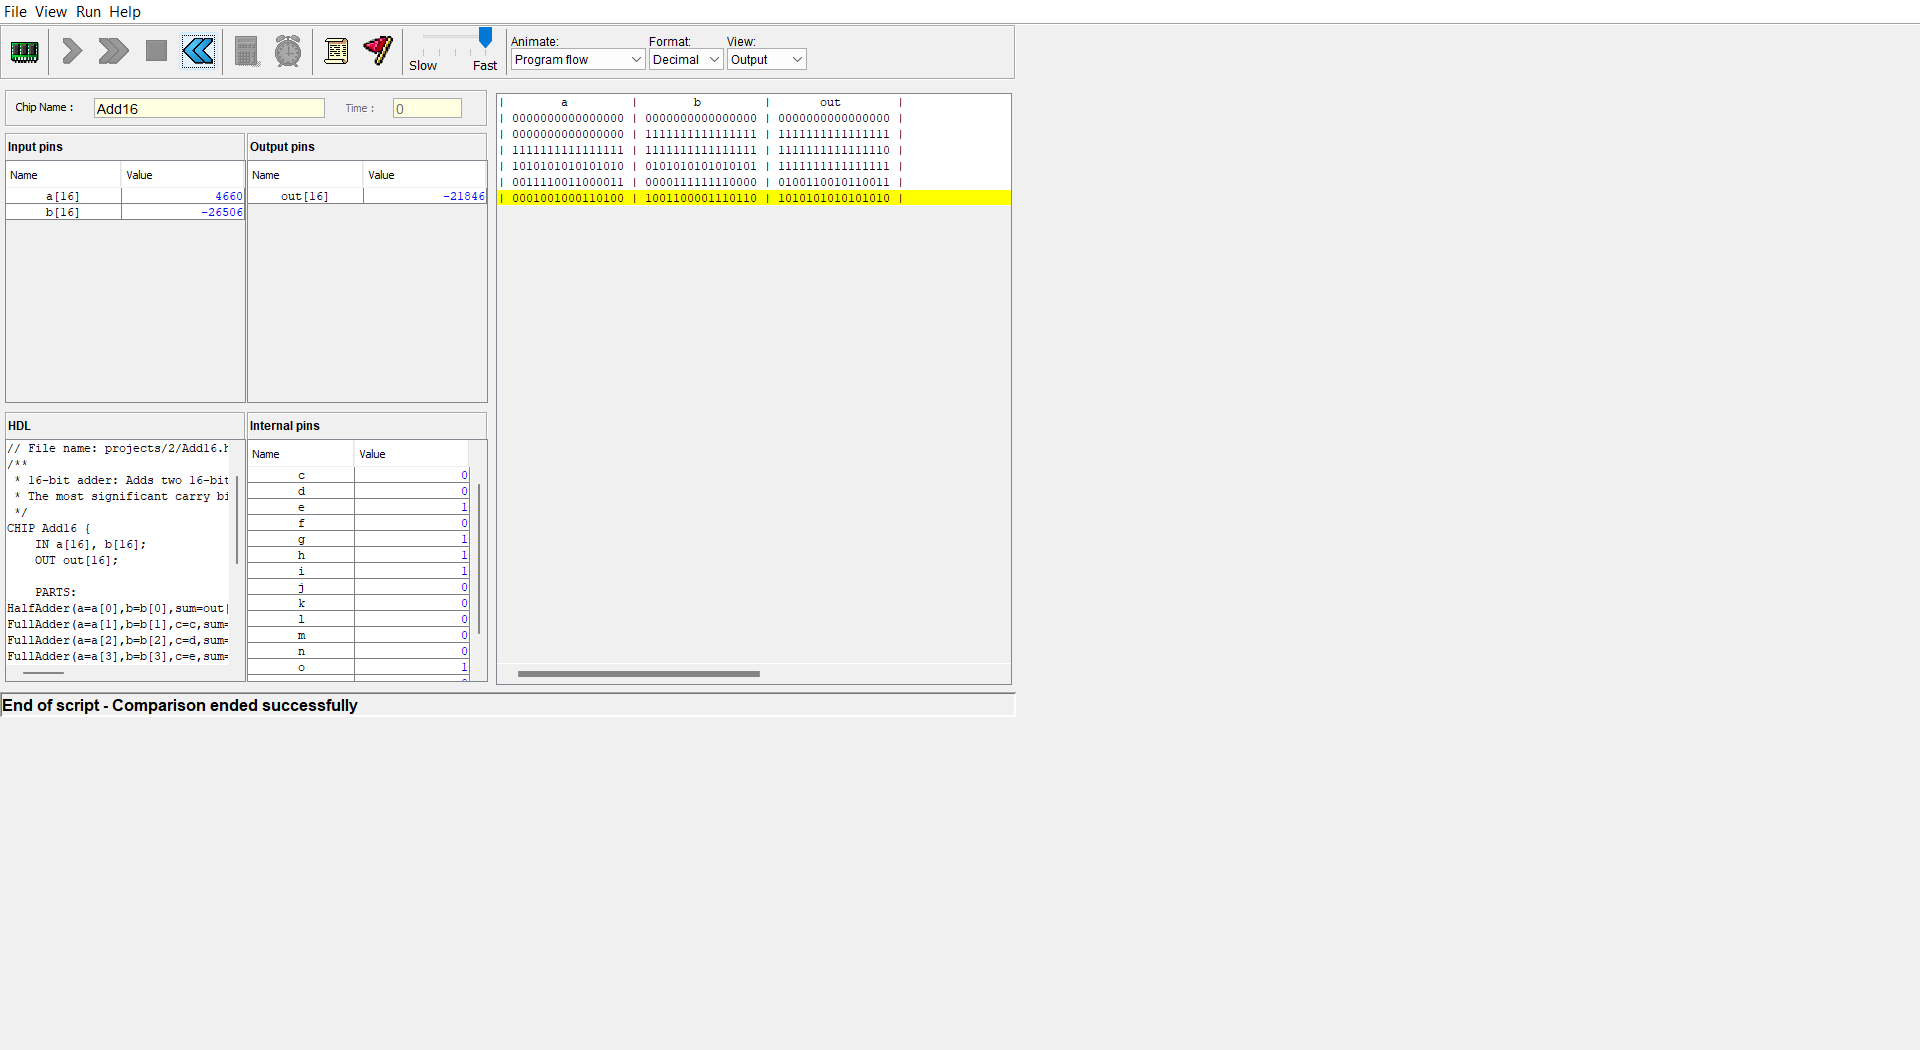 File View Run Help
Slow Fast
Animate: Format: View:
Program flow Decimal Output
Chip Name : Add16 Time : 0
Input pins
Name Value
a[16] 4660
b[16] -26506
Output pins
Name Value
out[16] -21846
HDL
// File name: projects/2/Add16.h
/**
* 16-bit adder: Adds two 16-bit
* The most significant carry bi
*/
CHIP Add16 {
IN a[16], b[16];
OUT out[16];
PARTS:
HalfAdder(a=a[0],b=b[0],sum=out[
FullAdder(a=a[1],b=b[1],c=c,sum=
FullAdder(a=a[2],b=b[2],c=d,sum=
FullAdder(a=a[3],b=b[3],c=e,sum=
Internal pins
Name Value
c 0
d 0
e 1
f 0
g 1
h 1
i 1
j 0
k 0
l 0
m 0
n 0
o 1
| a | b | out |
| 0000000000000000 | 0000000000000000 | 0000000000000000 |
| 0000000000000000 | 1111111111111111 | 1111111111111111 |
| 1111111111111111 | 1111111111111111 | 1111111111111110 |
| 1010101010101010 | 0101010101010101 | 1111111111111111 |
| 0011110011000011 | 0000111111110000 | 0100110010110011 |
| 0001001000110100 | 1001100001110110 | 1010101010101010 |
End of script - Comparison ended successfully